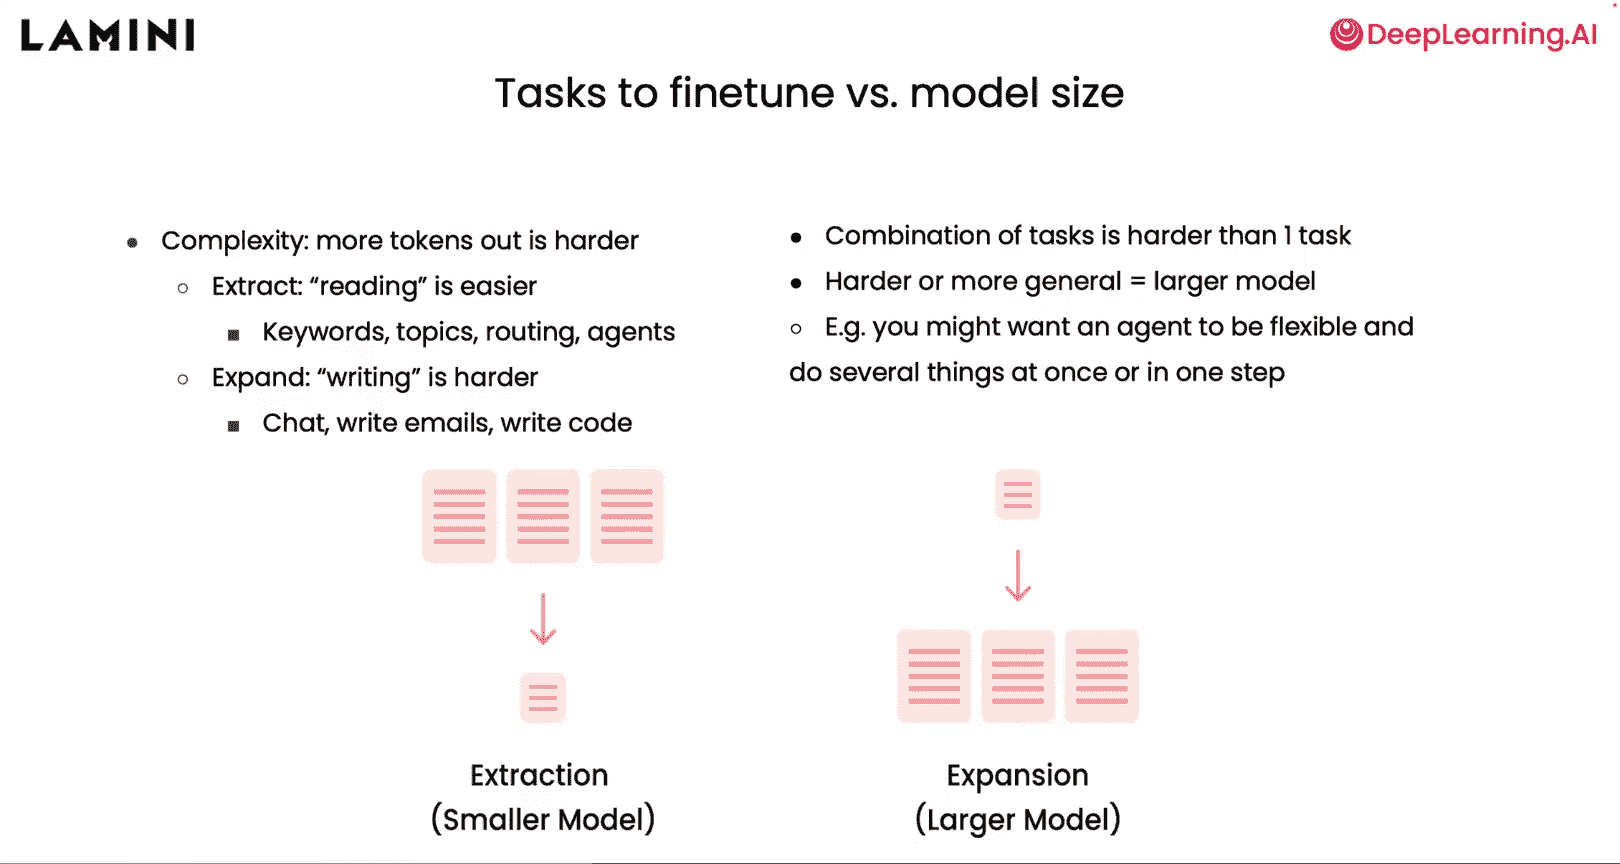 LAMINI
DeepLearning.AI
Tasks to finetune vs. model size
● Complexity: more tokens out is harder
○ Extract: “reading” is easier
■ Keywords, topics, routing, agents
○ Expand: “writing” is harder
■ Chat, write emails, write code
● Combination of tasks is harder than 1 task
● Harder or more general = larger model
○ E.g. you might want an agent to be flexible and
do several things at once or in one step
Extraction
(Smaller Model)
Expansion
(Larger Model)